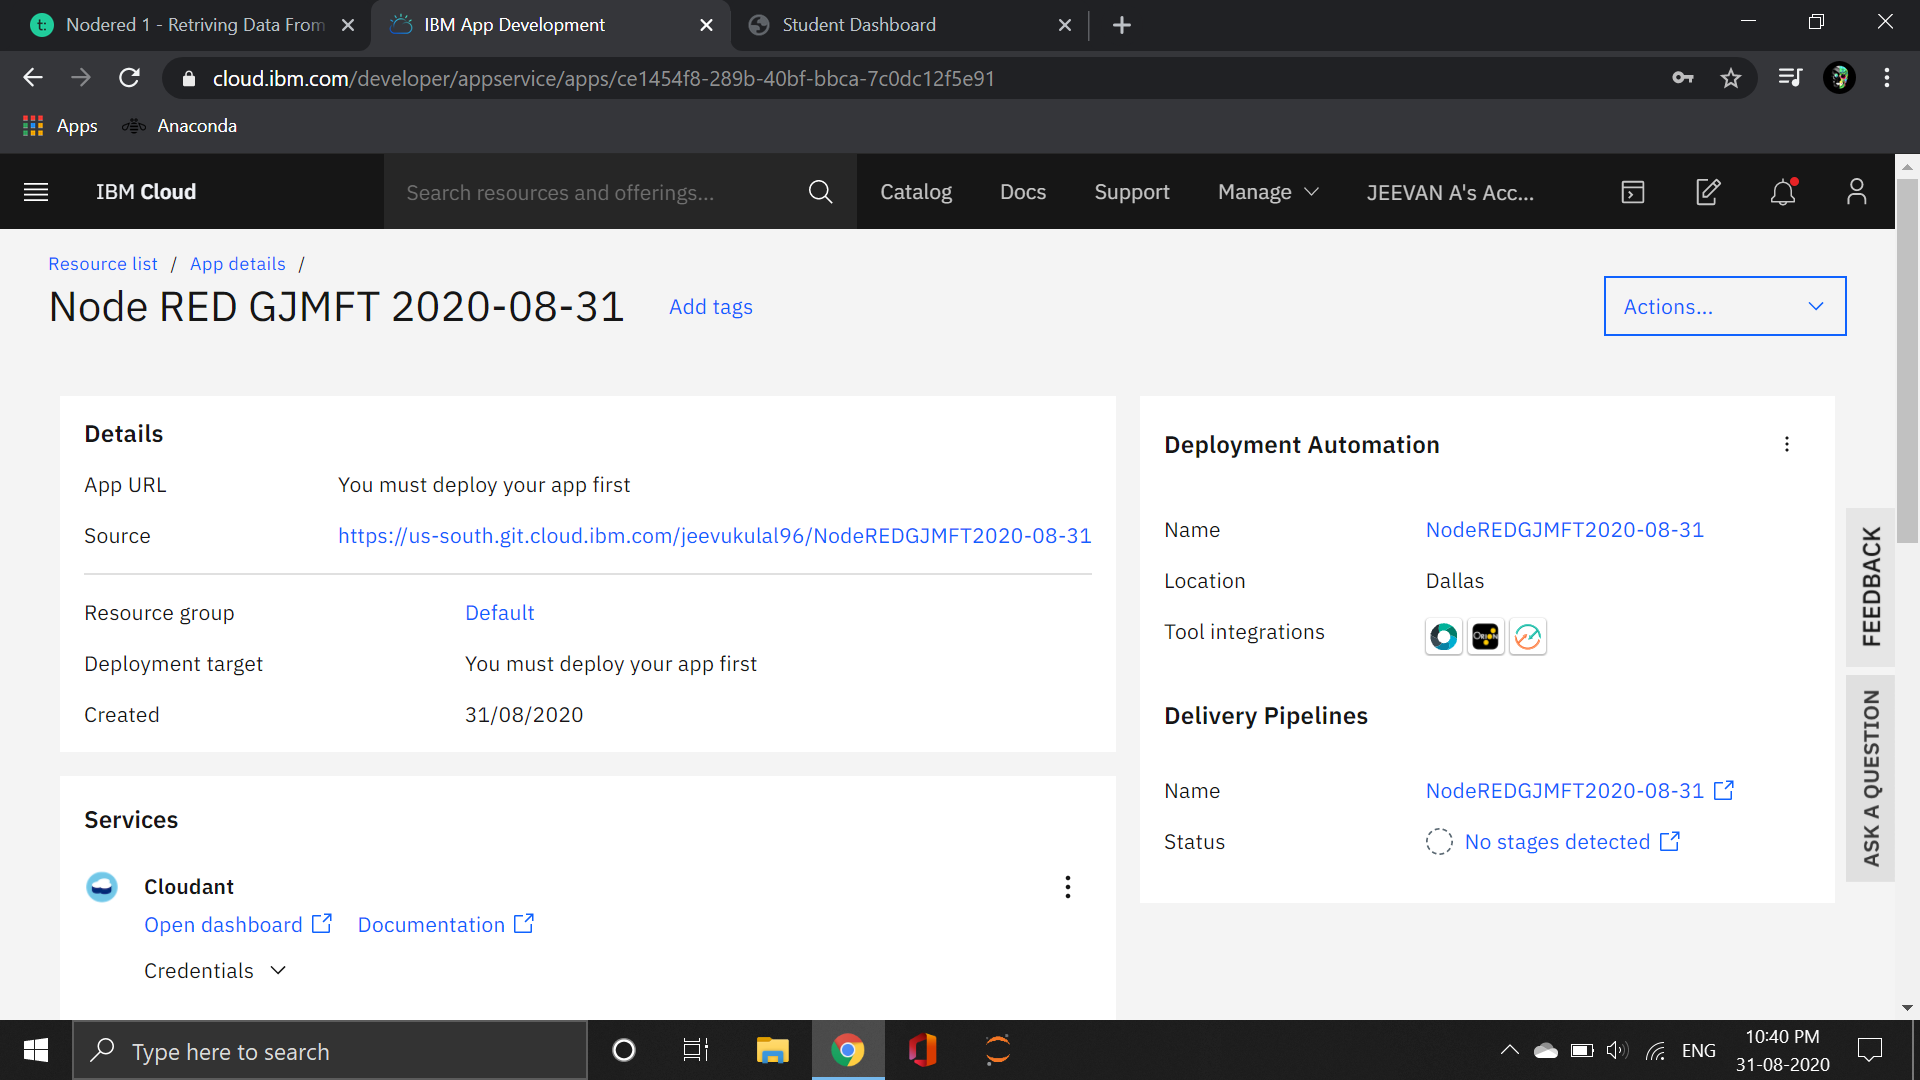 Nodered 1 - Retriving Data From
IBM App Development
Student Dashboard
cloud.ibm.com/developer/appservice/apps/ce1454f8-289b-40bf-bbca-7c0dc12f5e91
Apps
Anaconda
IBM Cloud
Search resources and offerings...
Catalog
Docs
Support
Manage
JEEVAN A's Acc...
Resource list / App details /
Node RED GJMFT 2020-08-31
Add tags
Actions...
Details
App URL You must deploy your app first
Source https://us-south.git.cloud.ibm.com/jeevukulal96/NodeREDGJMFT2020-08-31
Resource group Default
Deployment target You must deploy your app first
Created 31/08/2020
Services
Cloudant
Open dashboard Documentation
Credentials
Deployment Automation
Name NodeREDGJMFT2020-08-31
Location Dallas
Tool integrations
ORION
Delivery Pipelines
Name NodeREDGJMFT2020-08-31
Status No stages detected
FEEDBACK
ASK A QUESTION
Type here to search
ENG
10:40 PM
31-08-2020